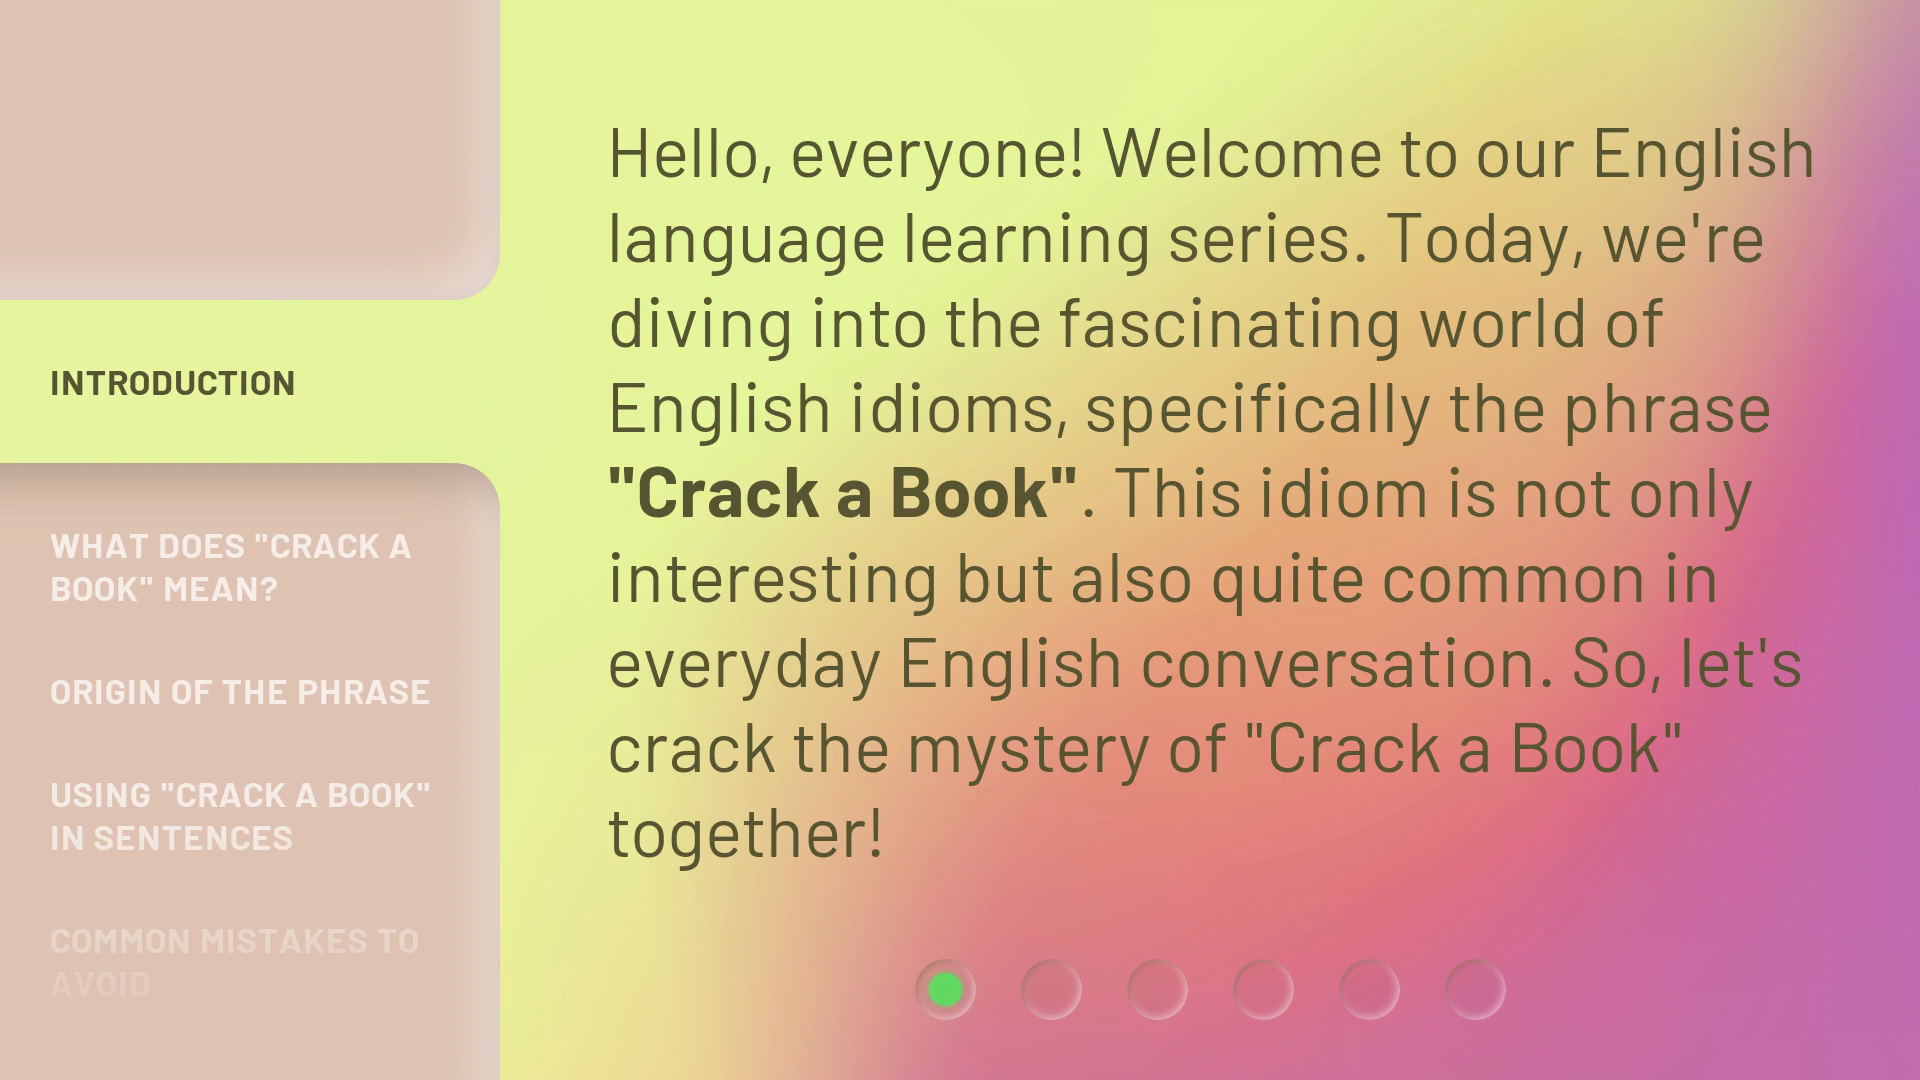 INTRODUCTION
WHAT DOES "CRACK A
BOOK" MEAN?
ORIGIN OF THE PHRASE
USING "CRACK A BOOK"
IN SENTENCES
COMMON MISTAKES TO
AVOID
Hello, everyone! Welcome to our English
language learning series. Today, we're
diving into the fascinating world of
English idioms, specifically the phrase
"Crack a Book". This idiom is not only
interesting but also quite common in
everyday English conversation. So, let's
crack the mystery of "Crack a Book"
together!